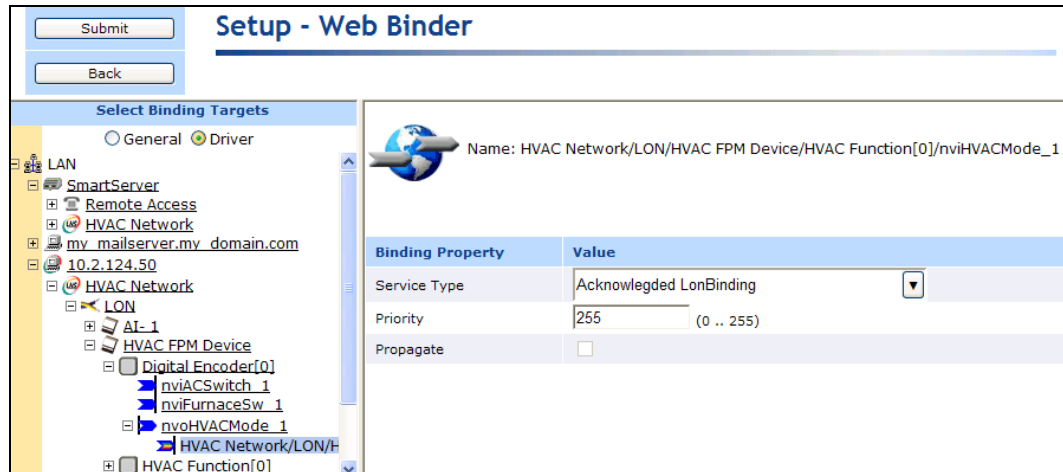 Submit
Setup - Web Binder
Back
Select Binding Targets
General Driver
LAN
SmartServer
Remote Access
HVAC Network
my_mailserver.my_domain.com
10.2.124.50
HVAC Network
LON
AI- 1
HVAC FPM Device
Digital Encoder[0]
nviACSwitch_1
nviFurnaceSw_1
nvoHVACMode_1
HVAC Network/LON/H
HVAC Function[0]
Name: HVAC Network/LON/HVAC FPM Device/HVAC Function[0]/nviHVACMode_1
Binding Property Value
Service Type Acknowlegded LonBinding
Priority 255 (0 .. 255)
Propagate